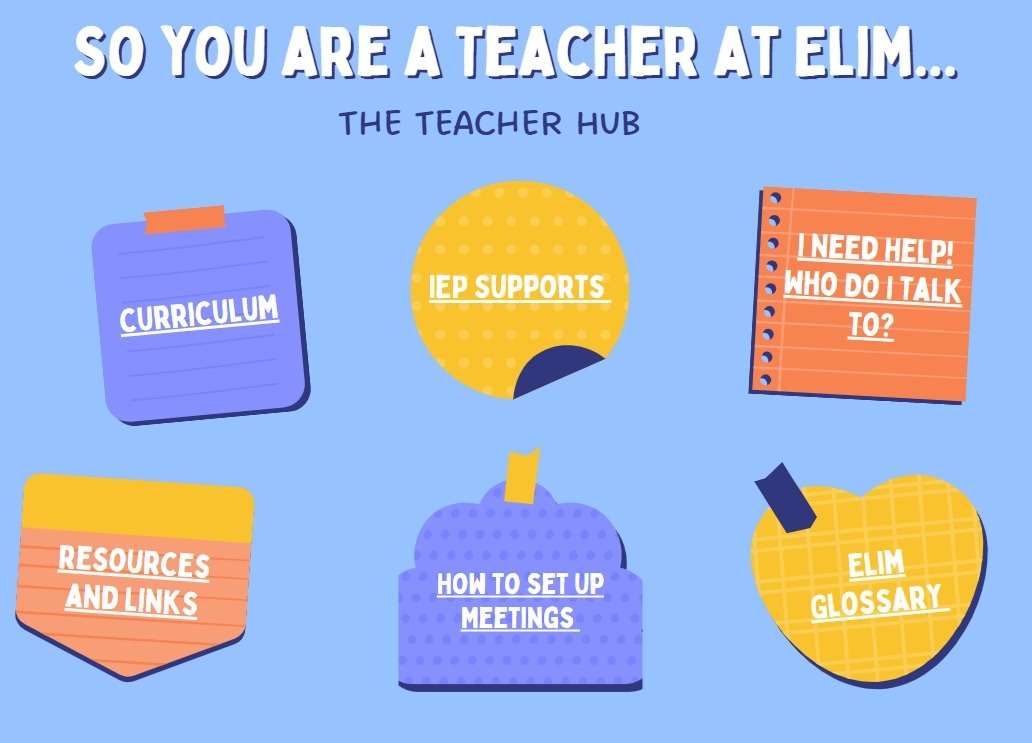 SO YOU ARE A TEACHER AT ELIM...
THE TEACHER HUB
CURRICULUM
IEP SUPPORTS
I NEED HELP!
WHO DO I TALK
TO?
RESOURCES
AND LINKS
HOW TO SET UP
MEETINGS
ELIM
GLOSSARY